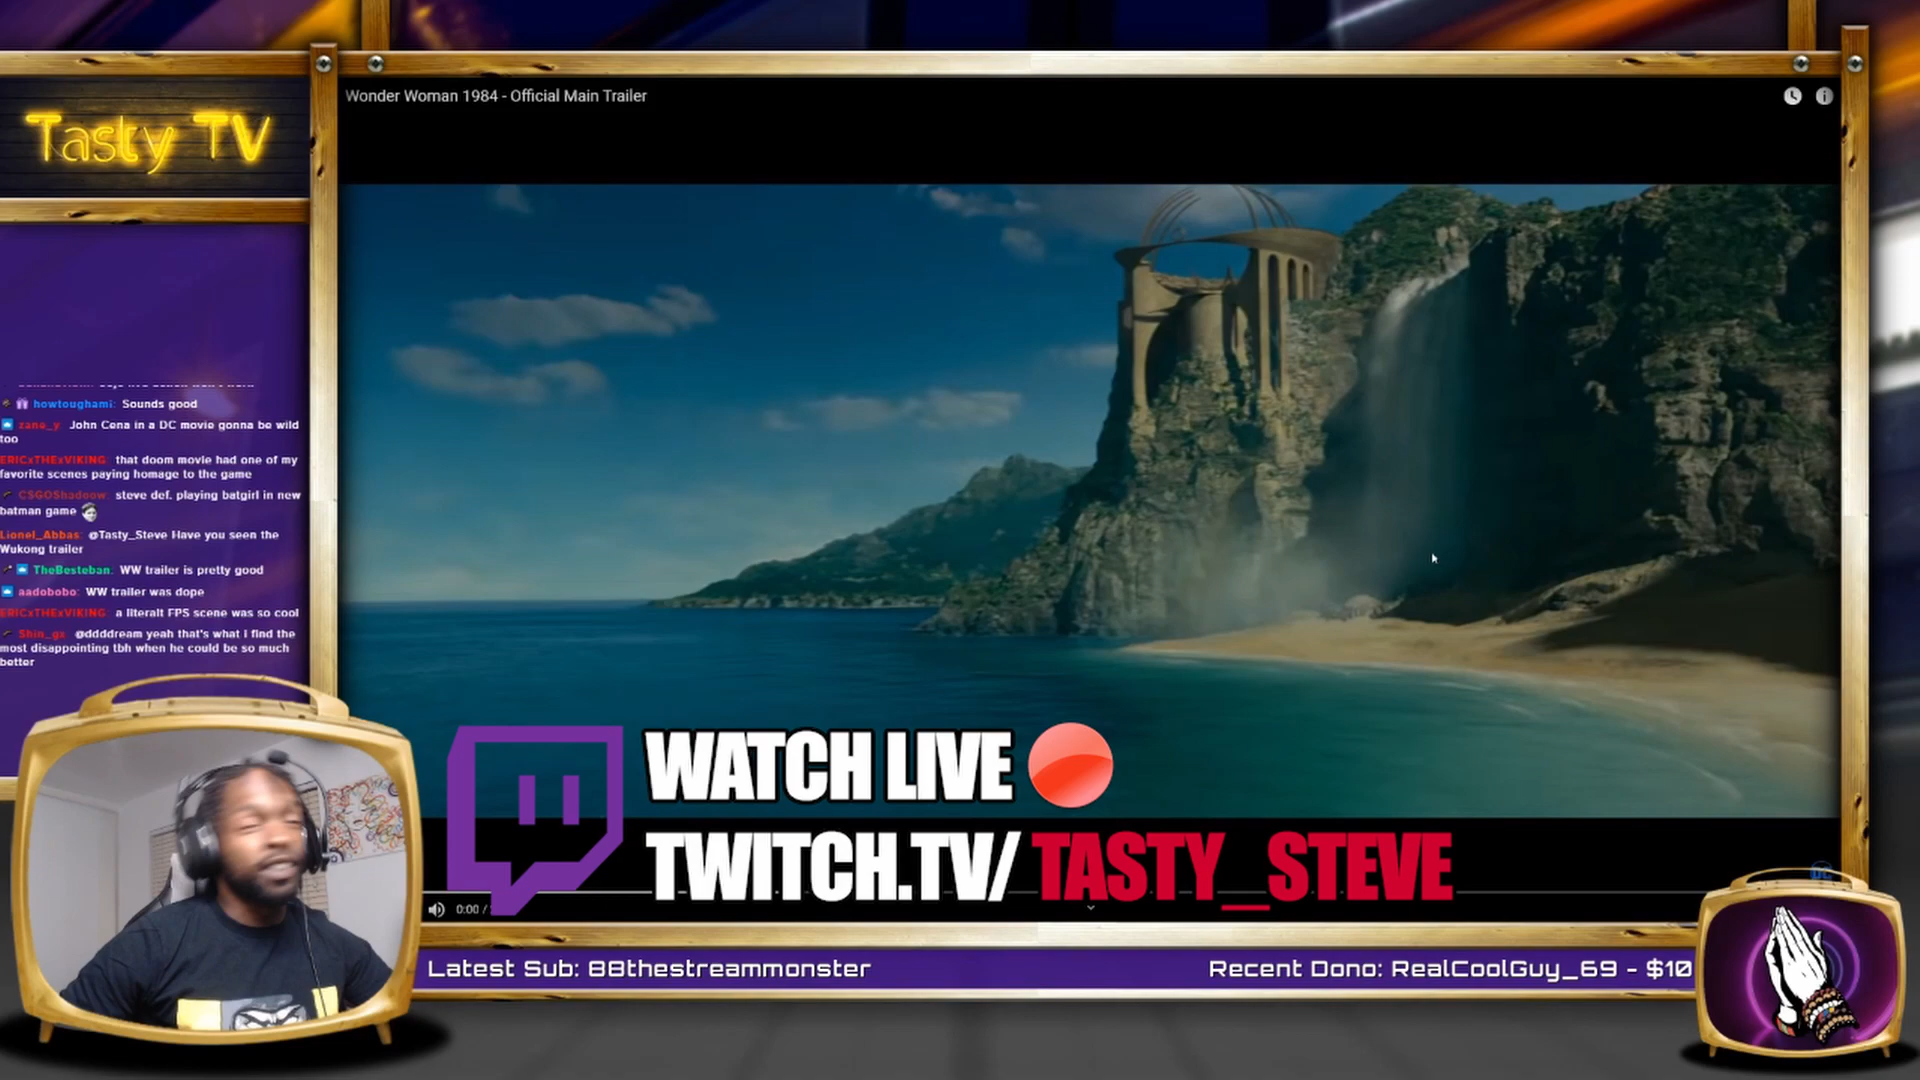 Wonder Woman 1984 - Official Main Trailer
Tasty TV
howtoughami: Sounds good
zane_y: John Cena in a DC movie gonna be wild
too
ERICxTHExVIKING: that doom movie had one of my
favorite scenes paying homage to the game
CSGOShadoow: steve def. playing batgirl in new
batman game
Lionel_Abbas: @Tasty_Steve Have you seen the
Wukong trailer
TheBesteban: WW trailer is pretty good
aadobobo: WW trailer was dope
ERICxTHExVIKING: a literalt FPS scene was so cool
Shin_gx: @ddddream yeah that's what i find the
most disappointing tbh when he could be so much
better
WATCH LIVE
TWITCH.TV/ TASTY_STEVE
DC
0:00 /
Latest Sub: 88thestreammonster
Recent Dono: RealCoolGuy_69 - $10